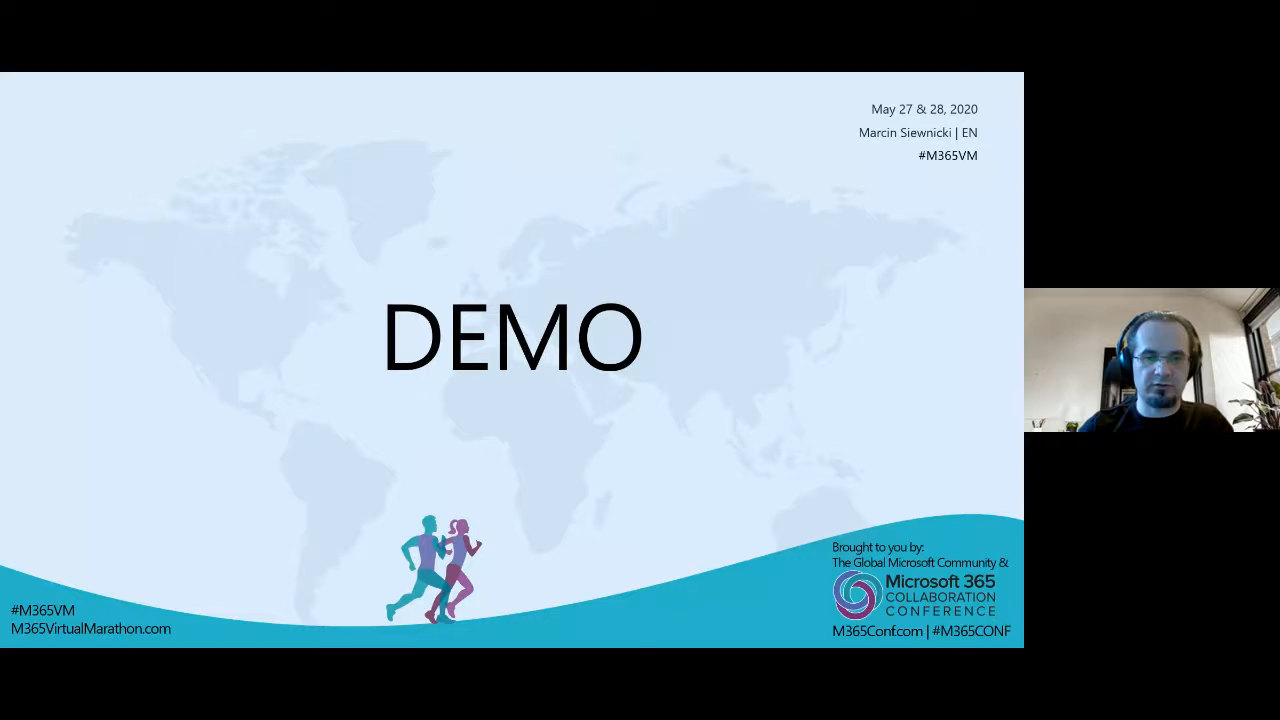 May 27 & 28, 2020
Marcin Siewnicki | EN
#M365VM
DEMO
#M365VM
M365VirtualMarathon.com
Brought to you by:
The Global Microsoft Community &
Microsoft 365
COLLABORATION
CONFERENCE
M365Conf.com | #M365CONF